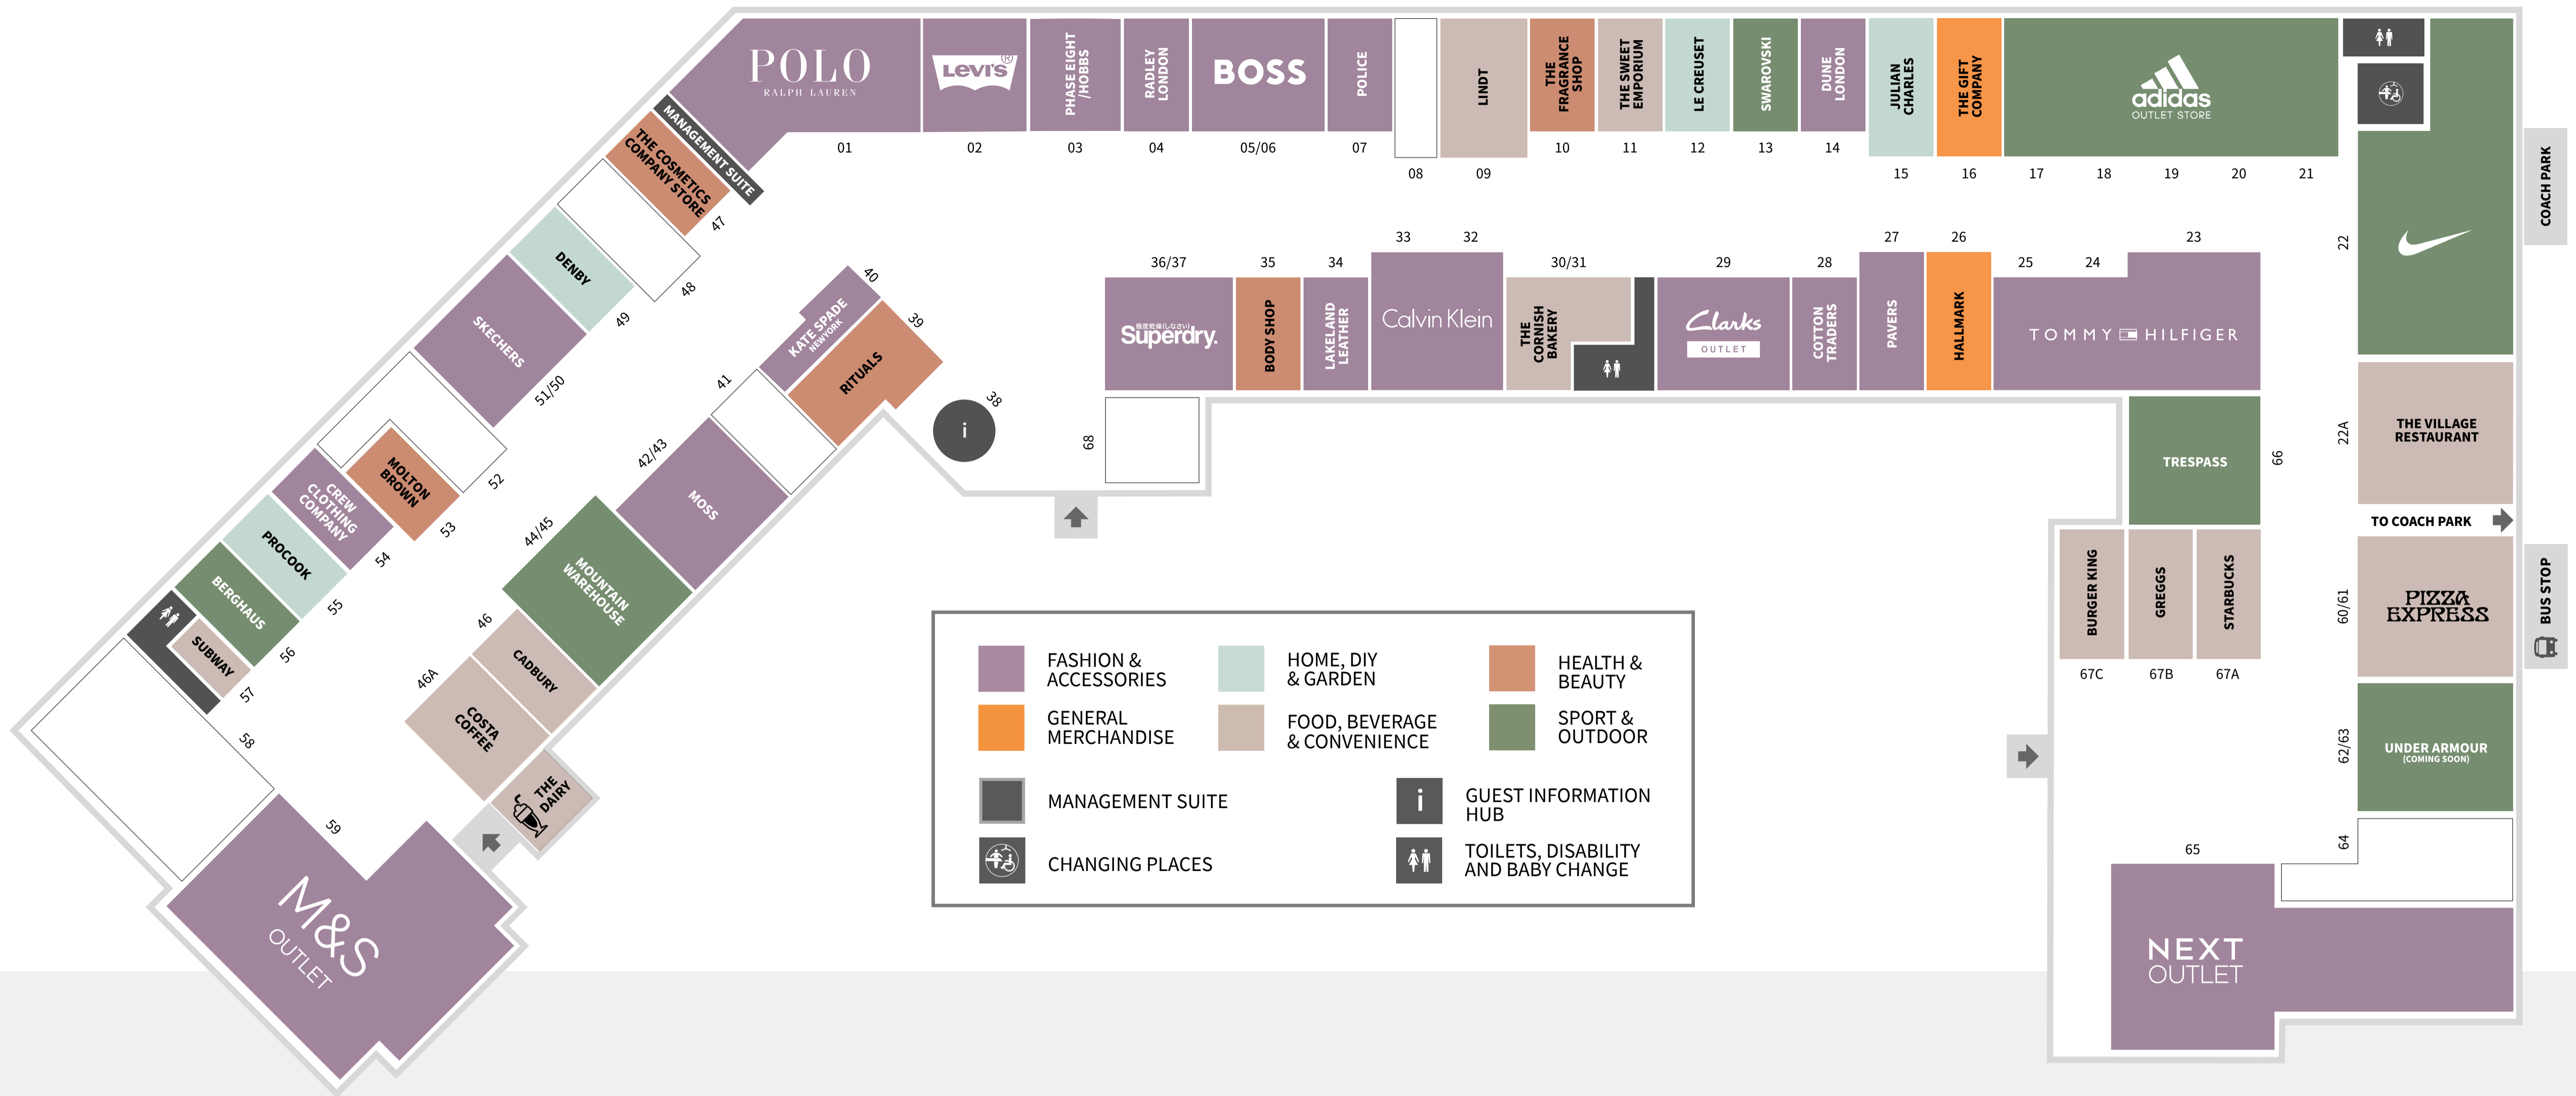 POLO
RALPH LAUREN
LEVI'S®
PHASE EIGHT
/HOBBS
RADLEY
LONDON
BOSS
POLICE
LINDT
THE
FRAGRANCE
SHOP
THE SWEET
EMPORIUM
LE CREUSET
SWAROVSKI
DUNE
LONDON
JULIAN
CHARLES
THE GIFT
COMPANY
adidas
OUTLET STORE
01
02
03
04
05/06
07
08
09
10
11
12
13
14
15
16
17
18
19
20
21
22
COACH PARK
MANAGEMENT SUITE
THE COSMETICS
COMPANY STORE
47
48
DENBY
49
SKECHERS
51/50
52
MOLTON
BROWN
53
CREW
CLOTHING
COMPANY
54
PROCOOK
55
BERGHAUS
56
SUBWAY
57
58
59
M&S
OUTLET
40
KATE SPADE
NEW YORK
39
RITUALS
41
38
i
42/43
MOSS
44/45
MOUNTAIN
WAREHOUSE
46
CADBURY
46A
COSTA
COFFEE
THE
DAIRY
36/37
35
34
33
32
30/31
29
28
27
26
25
24
23
極度乾燥(しなさい)
Superdry.
BODY SHOP
LAKELAND
LEATHER
Calvin Klein
THE
CORNISH
BAKERY
Clarks
OUTLET
COTTON
TRADERS
PAVERS
HALLMARK
TOMMY HILFIGER
68
TRESPASS
66
22A
THE VILLAGE
RESTAURANT
TO COACH PARK
BURGER KING
GREGGS
STARBUCKS
67C
67B
67A
60/61
PIZZA
EXPRESS
BUS STOP
62/63
UNDER ARMOUR
(COMING SOON)
64
65
NEXT
OUTLET
FASHION &
ACCESSORIES
HOME, DIY
& GARDEN
HEALTH &
BEAUTY
GENERAL
MERCHANDISE
FOOD, BEVERAGE
& CONVENIENCE
SPORT &
OUTDOOR
MANAGEMENT SUITE
i
GUEST INFORMATION
HUB
CHANGING PLACES
TOILETS, DISABILITY
AND BABY CHANGE